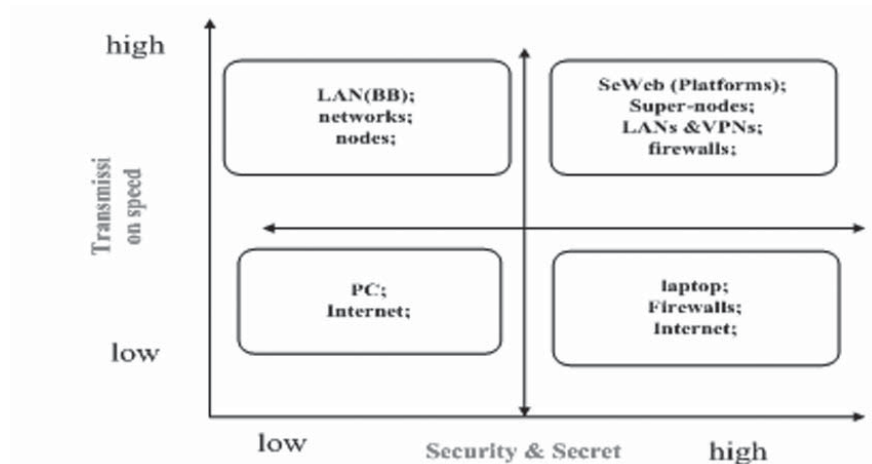 high
LAN(BB);
networks;
nodes;
SeWeb (Platforms);
Super-nodes;
LANs &VPNs;
firewalls;
Transmissi
on speed
PC;
Internet;
laptop;
Firewalls;
Internet;
low
low
Security & Secret
high